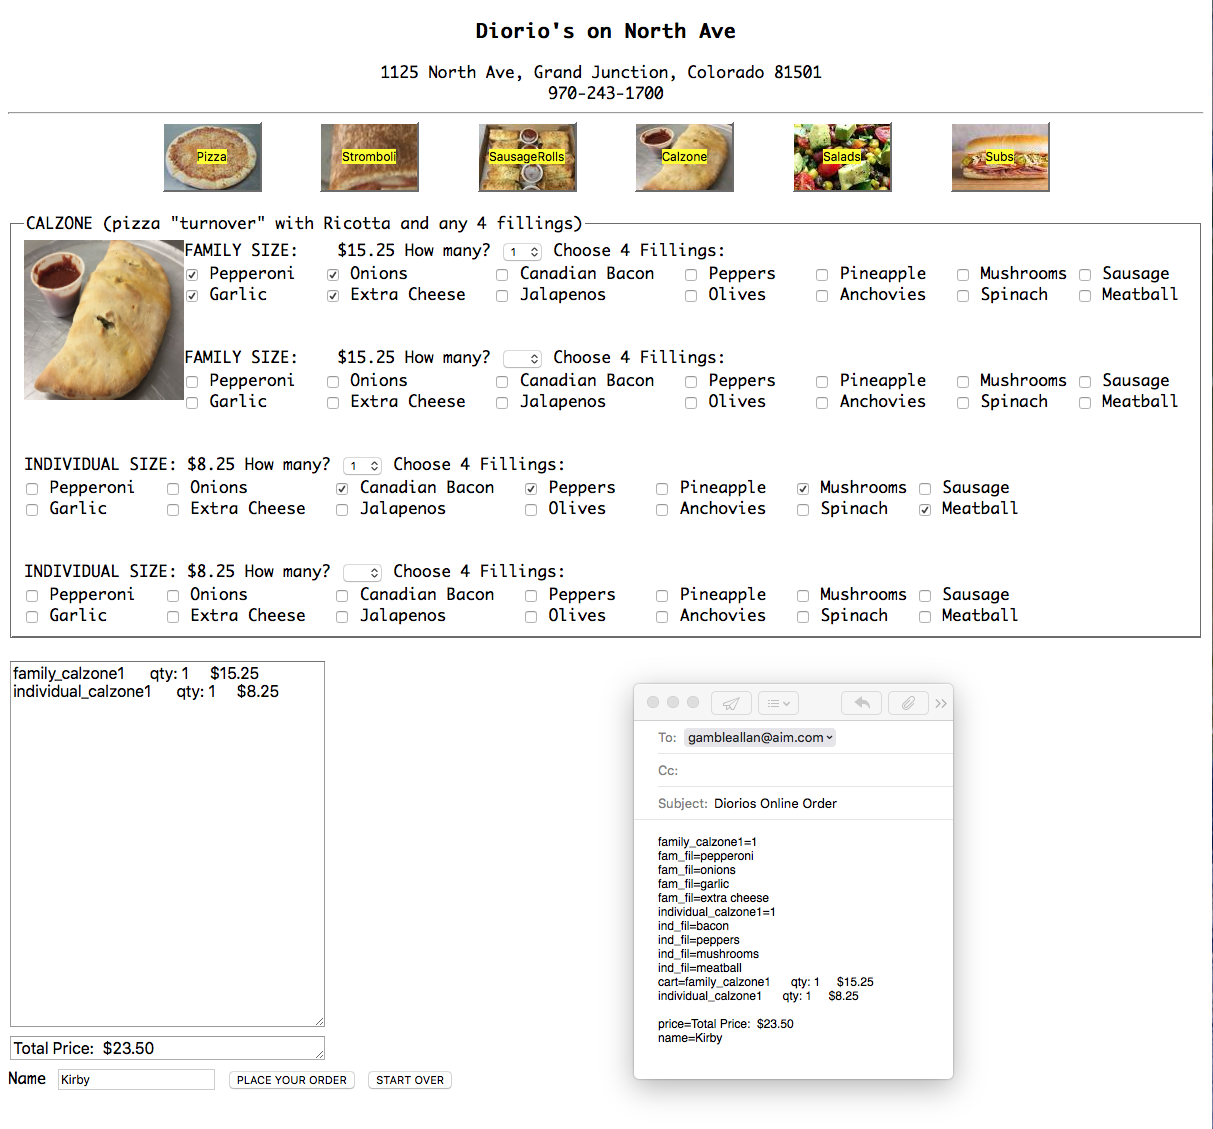 Diorio's on North Ave
1125 North Ave, Grand Junction, Colorado 81501
970-243-1700
Pizza Stromboli SausageRolls Calzone Salads Subs
CALZONE (pizza "turnover" with Ricotta and any 4 fillings)
FAMILY SIZE: $15.25 How many? 1 Choose 4 Fillings:
Pepperoni Onions Canadian Bacon Peppers Pineapple Mushrooms Sausage
Garlic Extra Cheese Jalapenos Olives Anchovies Spinach Meatball
FAMILY SIZE: $15.25 How many? Choose 4 Fillings:
Pepperoni Onions Canadian Bacon Peppers Pineapple Mushrooms Sausage
Garlic Extra Cheese Jalapenos Olives Anchovies Spinach Meatball
INDIVIDUAL SIZE: $8.25 How many? 1 Choose 4 Fillings:
Pepperoni Onions Canadian Bacon Peppers Pineapple Mushrooms Sausage
Garlic Extra Cheese Jalapenos Olives Anchovies Spinach Meatball
INDIVIDUAL SIZE: $8.25 How many? Choose 4 Fillings:
Pepperoni Onions Canadian Bacon Peppers Pineapple Mushrooms Sausage
Garlic Extra Cheese Jalapenos Olives Anchovies Spinach Meatball
family_calzone1 qty: 1 $15.25
individual_calzone1 qty: 1 $8.25
Total Price: $23.50
Name Kirby PLACE YOUR ORDER START OVER
To: gambleallan@aim.com
Cc:
Subject: Diorios Online Order
family_calzone1=1
fam_fil=pepperoni
fam_fil=onions
fam_fil=garlic
fam_fil=extra cheese
individual_calzone1=1
ind_fil=bacon
ind_fil=peppers
ind_fil=mushrooms
ind_fil=meatball
cart=family_calzone1 qty: 1 $15.25
individual_calzone1 qty: 1 $8.25
price=Total Price: $23.50
name=Kirby